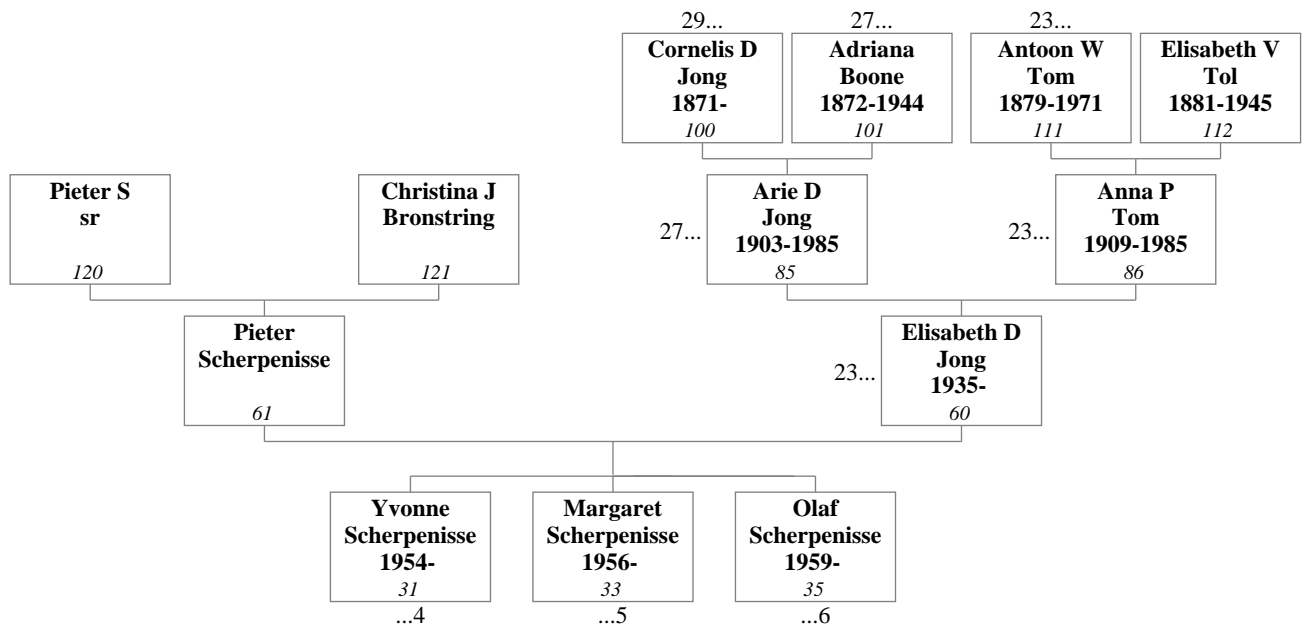 29...
27...
23...
Cornelis D
Jong
1871-
100
Adriana
Boone
1872-1944
101
Antoon W
Tom
1879-1971
111
Elisabeth V
Tol
1881-1945
112
Pieter S
sr
120
Christina J
Bronstring
121
27...
Arie D
Jong
1903-1985
85
23...
Anna P
Tom
1909-1985
86
Pieter
Scherpenisse
61
23...
Elisabeth D
Jong
1935-
60
Yvonne
Scherpenisse
1954-
31
...4
Margaret
Scherpenisse
1956-
33
...5
Olaf
Scherpenisse
1959-
35
...6